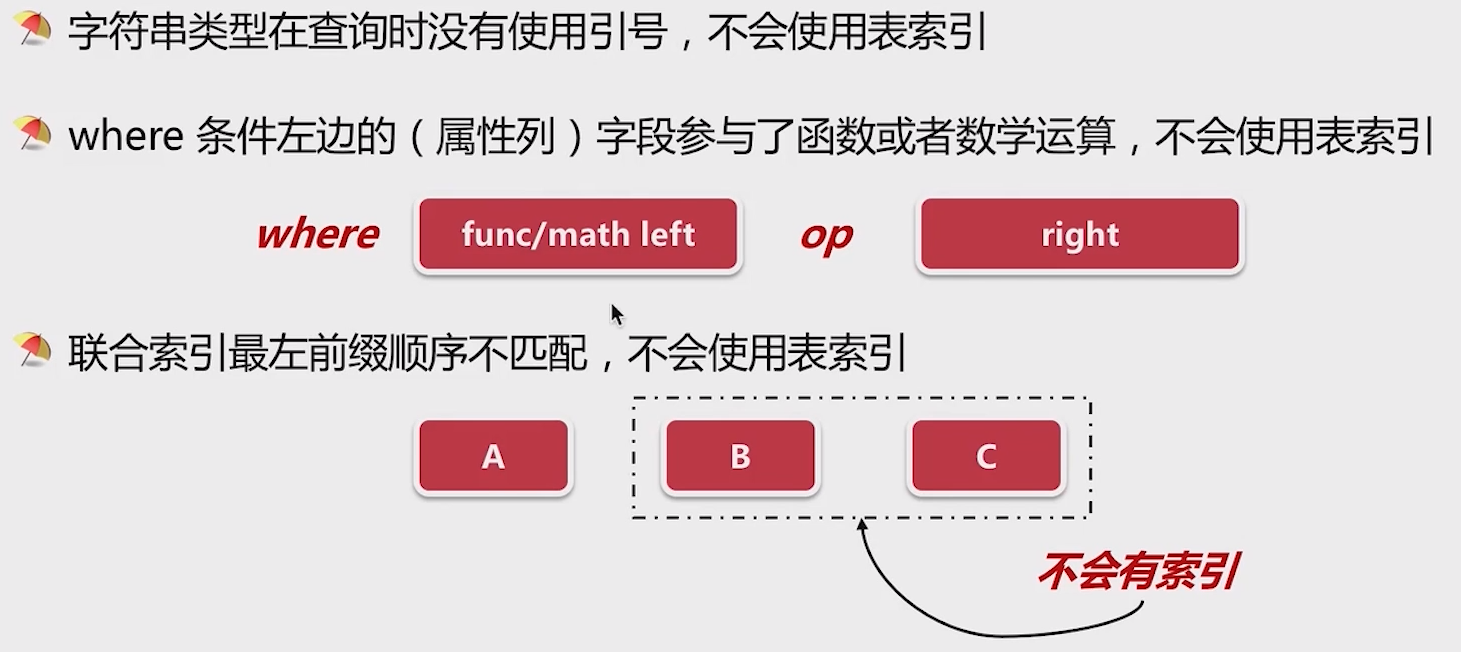 字符串类型在查询时没有使用引号，不会使用表索引
where 条件左边的（属性列）字段参与了函数或者数学运算，不会使用表索引
where func/math left op right
联合索引最左前缀顺序不匹配，不会使用表索引
A B C
不会有索引